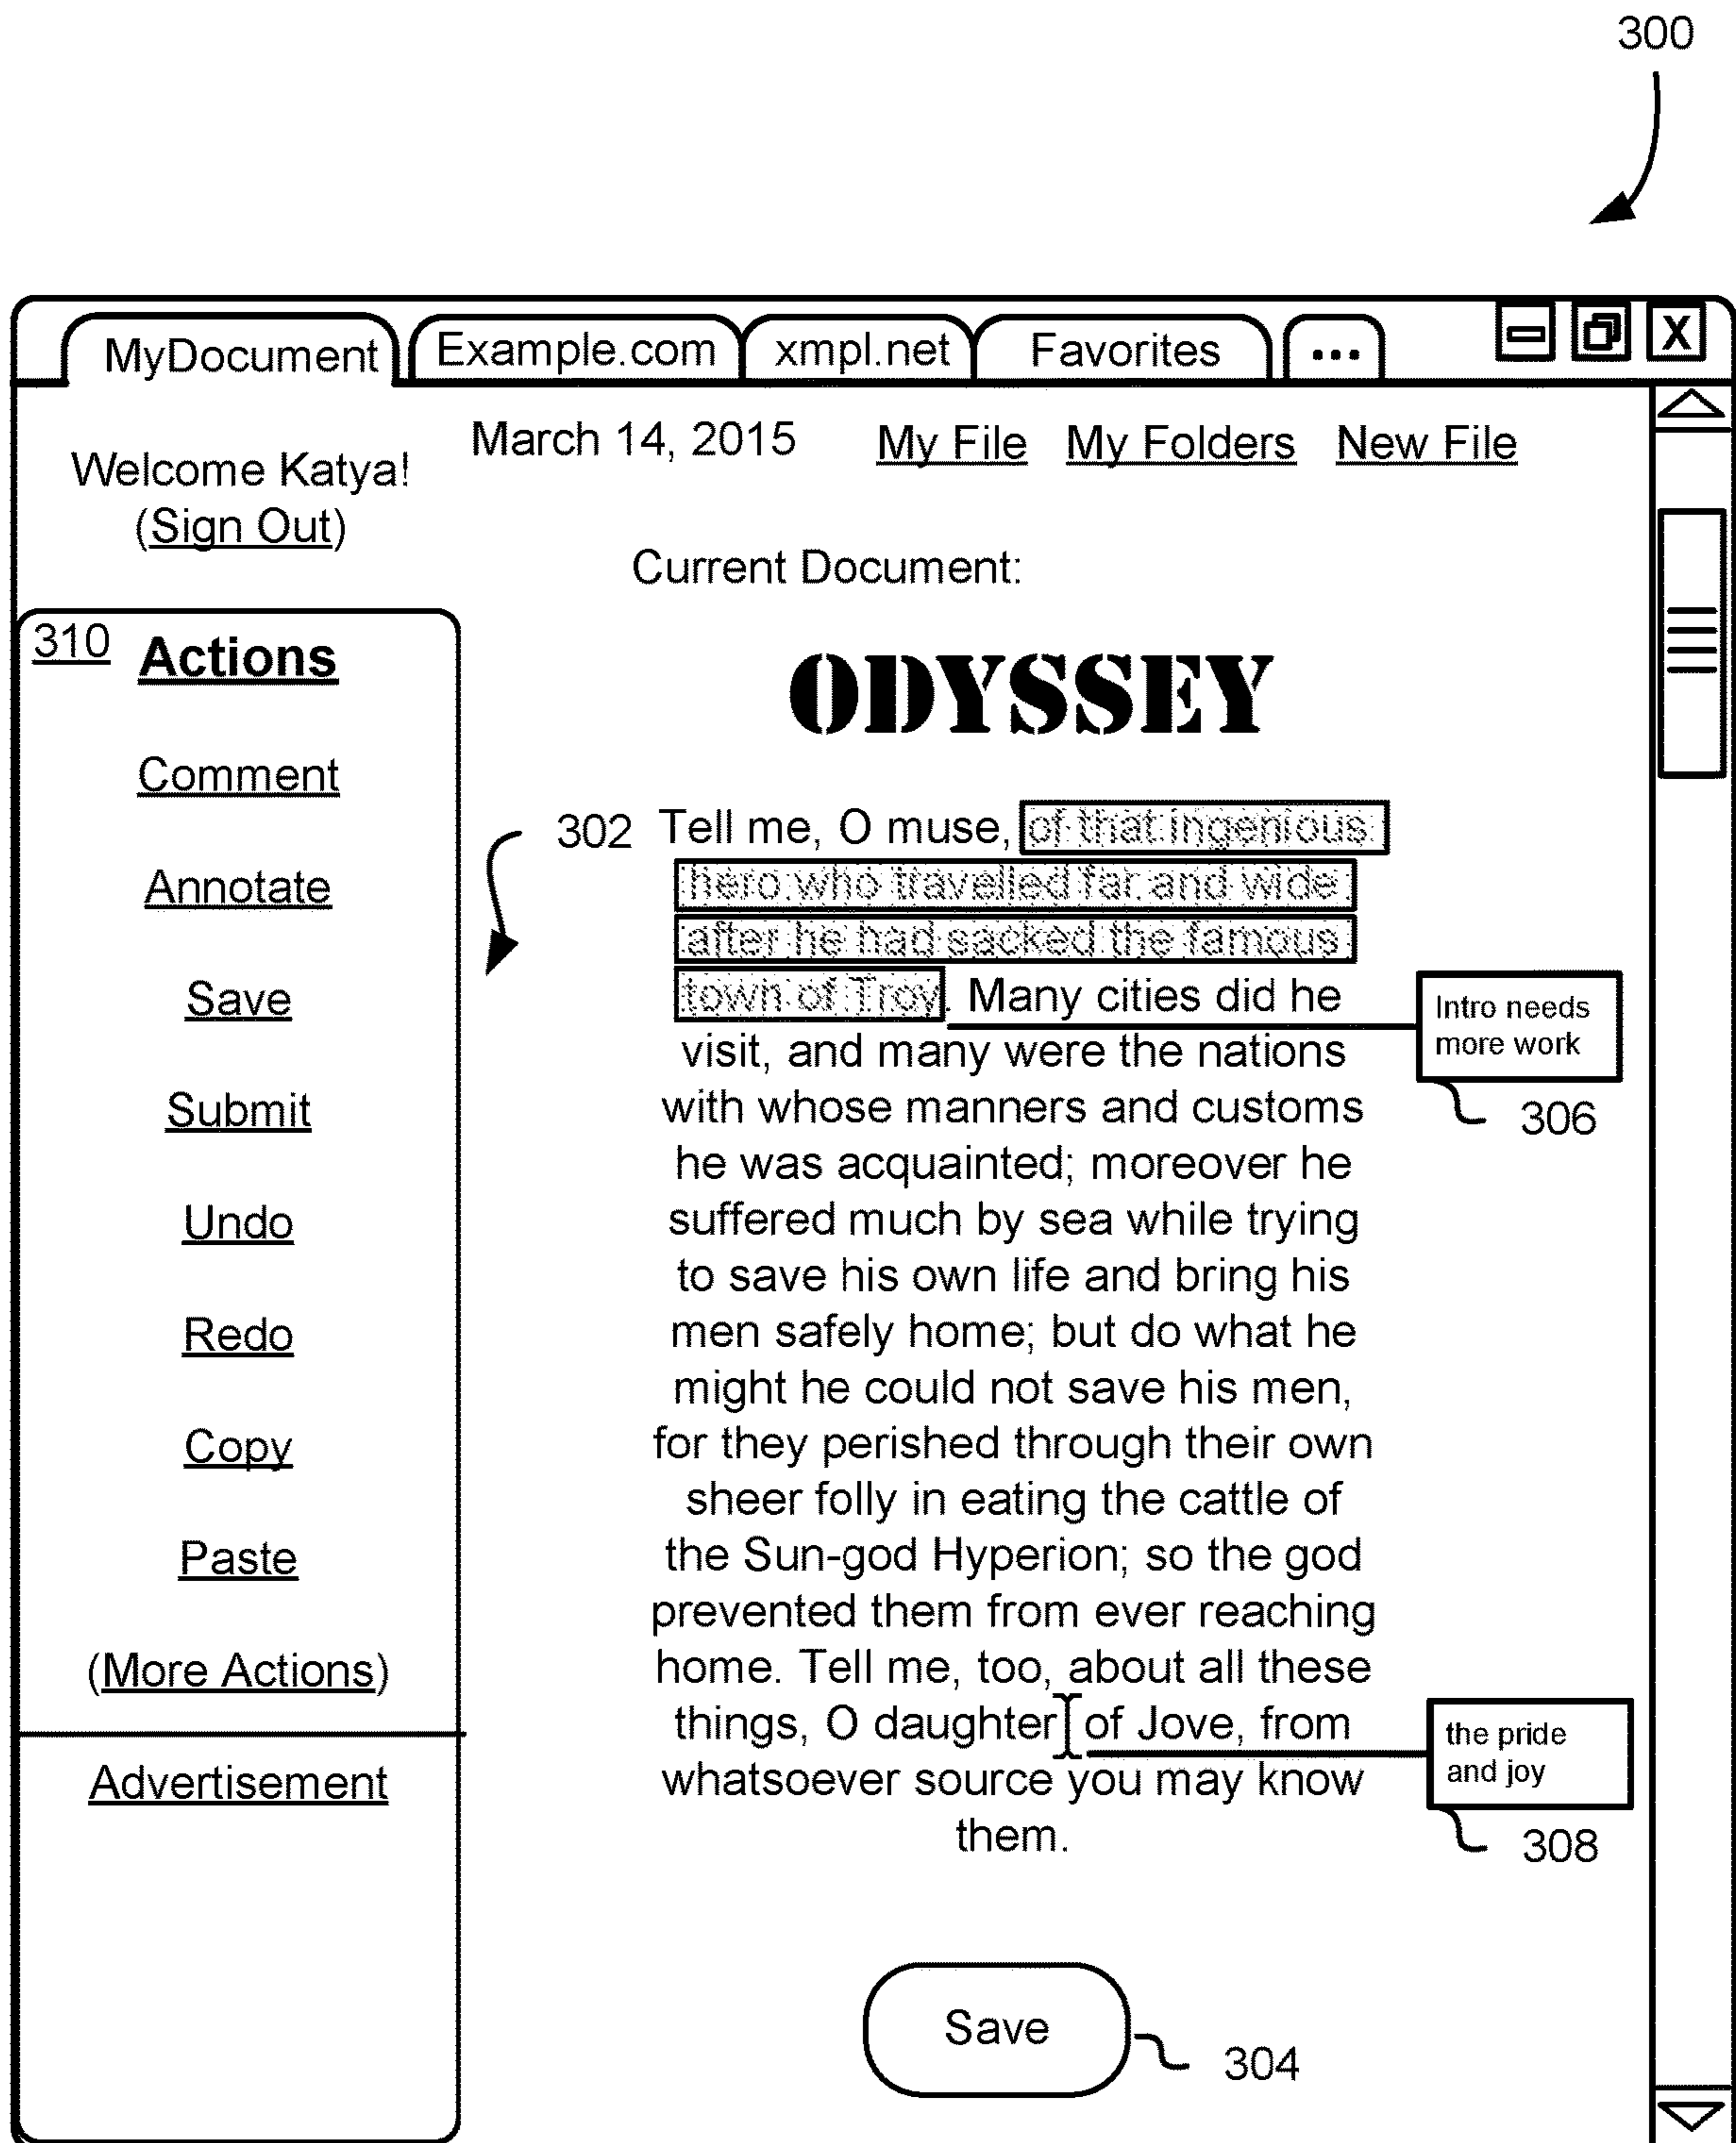 300
MyDocument Example.com xmpl.net Favorites ... X
March 14, 2015 My File My Folders New File
Welcome Katya!
(Sign Out)
Current Document:
310 Actions
Comment
Annotate
Save
Submit
Undo
Redo
Copy
Paste
(More Actions)
Advertisement
ODYSSEY
302 Tell me, O muse, of that ingenious
hero who travelled far and wide
after he had sacked the famous
town of Troy. Many cities did he
visit, and many were the nations
with whose manners and customs
he was acquainted; moreover he
suffered much by sea while trying
to save his own life and bring his
men safely home; but do what he
might he could not save his men,
for they perished through their own
sheer folly in eating the cattle of
the Sun-god Hyperion; so the god
prevented them from ever reaching
home. Tell me, too, about all these
things, O daughter of Jove, from
whatsoever source you may know
them.
Intro needs
more work
306
the pride
and joy
308
Save
304